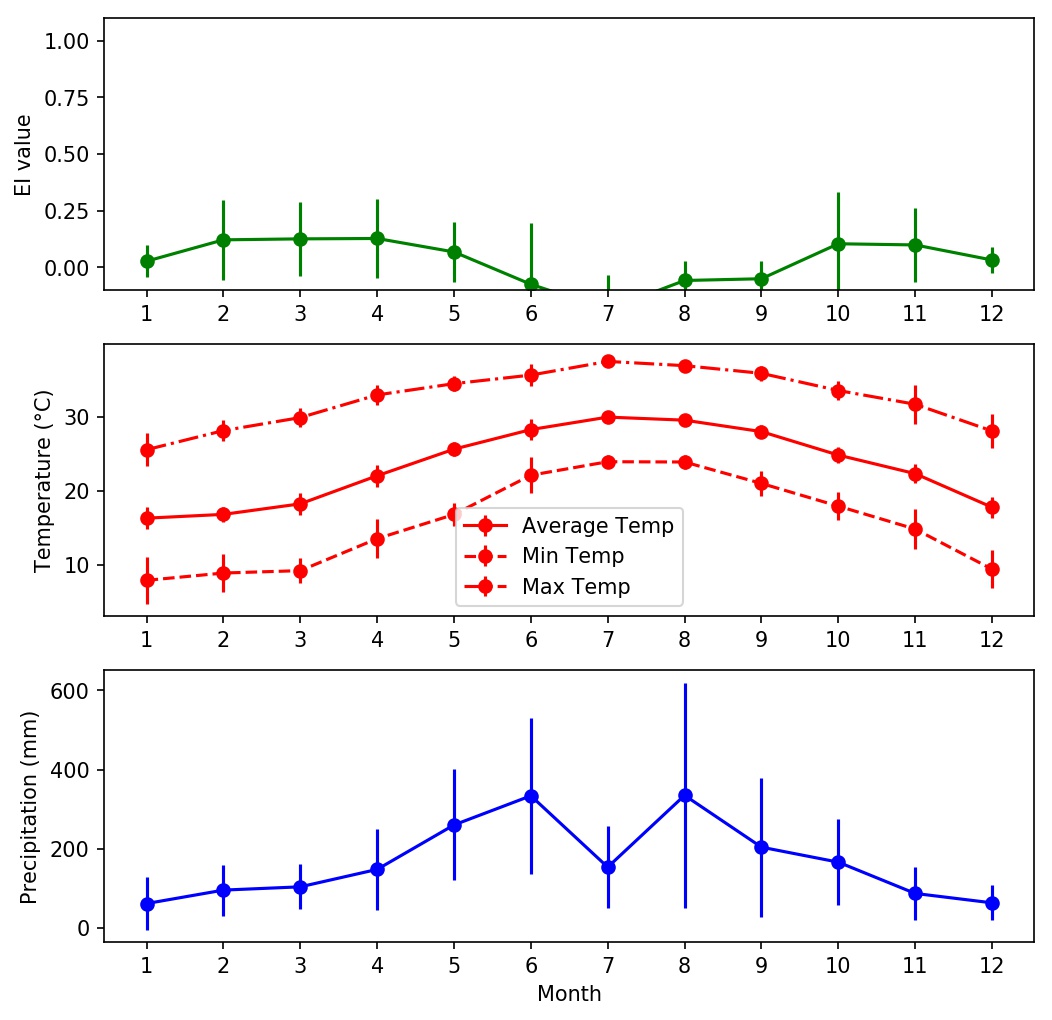 1.00
0.75
0.50
0.25
0.00
EI value
1 2 3 4 5 6 7 8 9 10 11 12
30
20
10
Temperature (°C)
Average Temp
Min Temp
Max Temp
1 2 3 4 5 6 7 8 9 10 11 12
600
400
200
0
Precipitation (mm)
1 2 3 4 5 6 7 8 9 10 11 12
Month